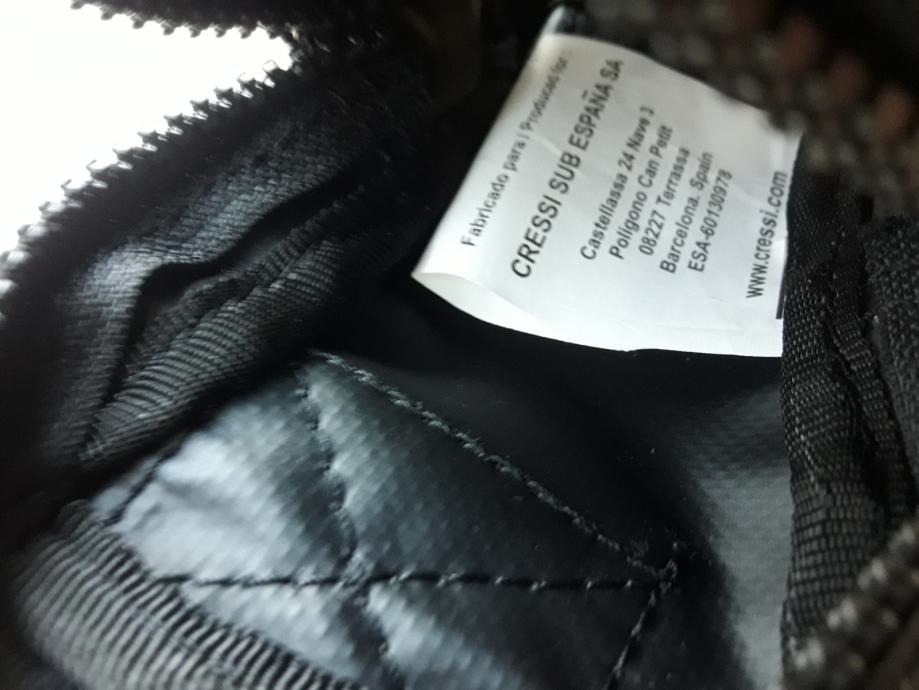 Fabricado para | Produced for :
CRESSI SUB ESPAÑA SA
Castellassa 24 Nave 3
Poligono Can Petit
08227 Terrassa
Barcelona. Spain
ESA-60130978
www.cressi.com